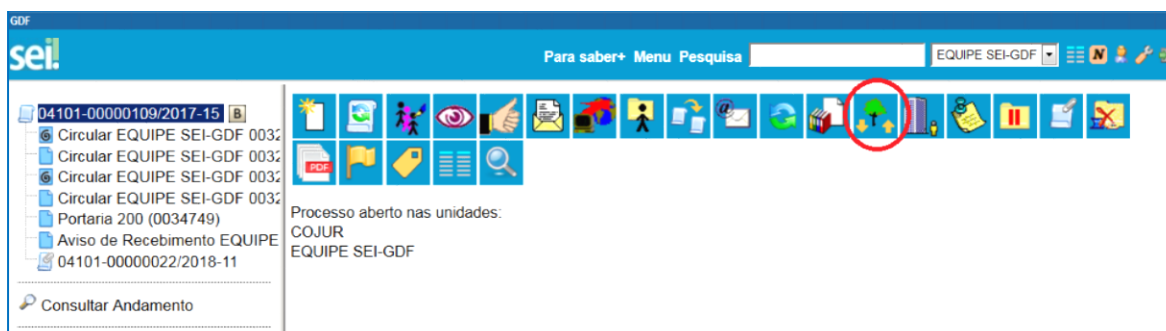 GDF
sei!
Para saber+ Menu Pesquisa
EQUIPE SEI-GDF
N
04101-00000109/2017-15 B
Circular EQUIPE SEI-GDF 0032
Circular EQUIPE SEI-GDF 0032
Circular EQUIPE SEI-GDF 0032
Circular EQUIPE SEI-GDF 0032
Portaria 200 (0034749)
Aviso de Recebimento EQUIPE
04101-00000022/2018-11
Consultar Andamento
PDF
Processo aberto nas unidades:
COJUR
EQUIPE SEI-GDF